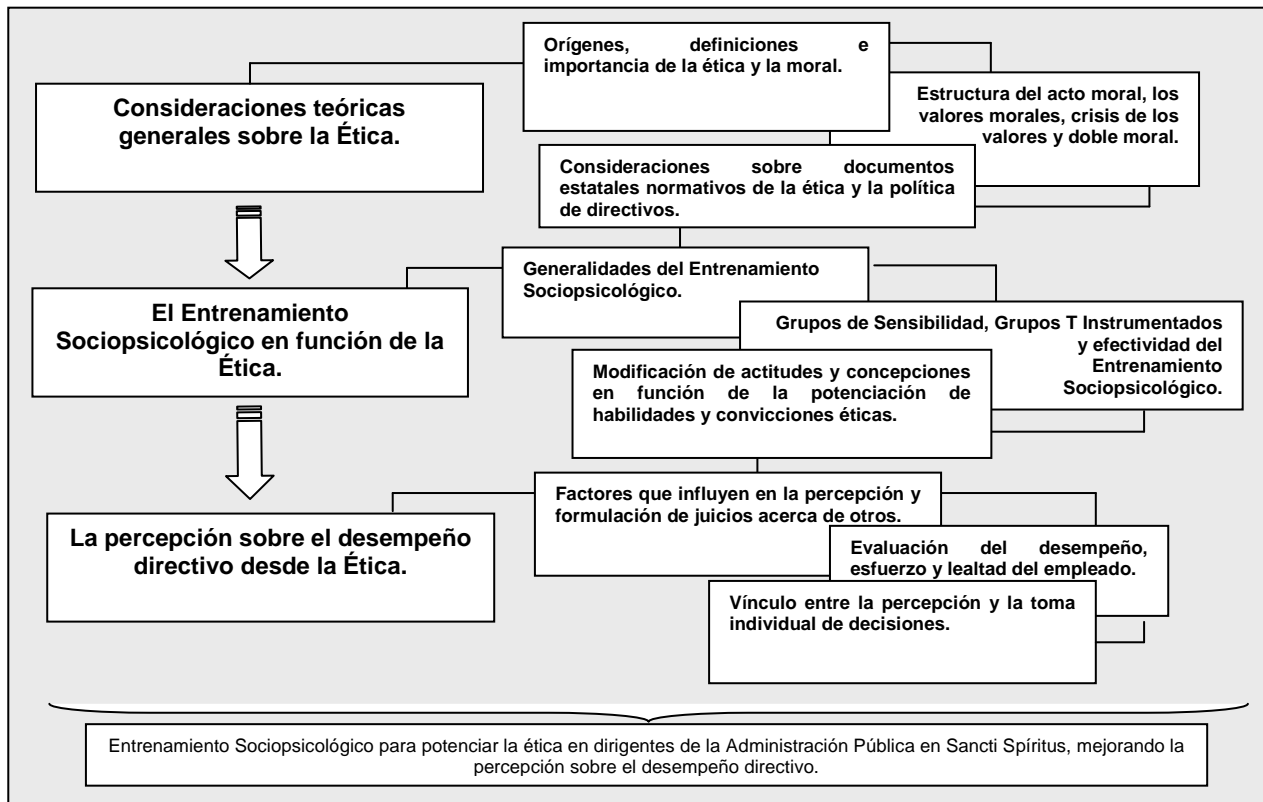 Consideraciones teóricas
generales sobre la Ética.
Orígenes, definiciones e
importancia de la ética y la moral.
Estructura del acto moral, los
valores morales, crisis de los
valores y doble moral.
Consideraciones sobre documentos
estatales normativos de la ética y la política
de directivos.
El Entrenamiento
Sociopsicológico en función de la
Ética.
Generalidades del Entrenamiento
Sociopsicológico.
Grupos de Sensibilidad, Grupos T Instrumentados
y efectividad del
Entrenamiento
Sociopsicológico.
Modificación de actitudes y concepciones
en función de la potenciación de
habilidades y convicciones éticas.
La percepción sobre el desempeño
directivo desde la Ética.
Factores que influyen en la percepción y
formulación de juicios acerca de otros.
Evaluación del desempeño,
esfuerzo y lealtad del empleado.
Vínculo entre la percepción y la toma
individual de decisiones.
Entrenamiento Sociopsicológico para potenciar la ética en dirigentes de la Administración Pública en Sancti Spíritus, mejorando la
percepción sobre el desempeño directivo.